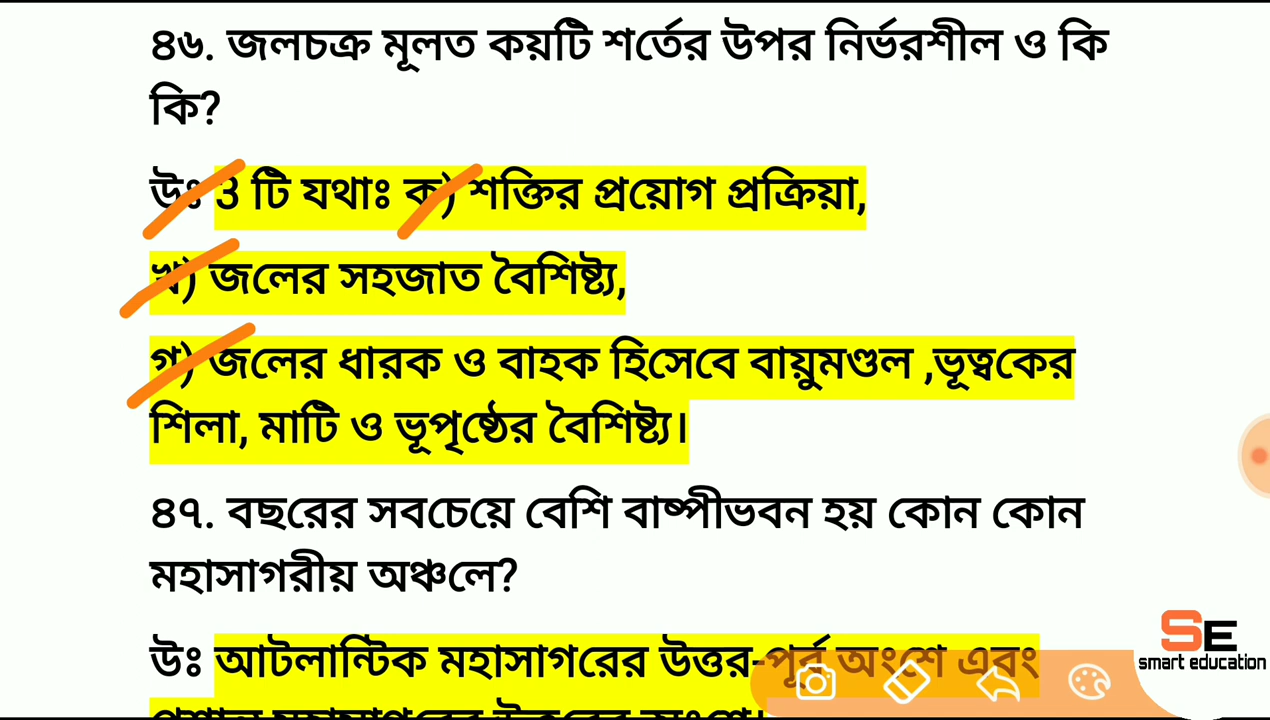 ৪৬. জলচক্র মূলত কয়টি শর্তের উপর নির্ভরশীল ও কি
কি?
উঃ 3 টি যথাঃ ক) শক্তির প্রয়োগ প্রক্রিয়া,
খ) জলের সহজাত বৈশিষ্ট্য,
গ) জলের ধারক ও বাহক হিসেবে বায়ুমণ্ডল ,ভূত্বকের
শিলা, মাটি ও ভূপৃষ্ঠের বৈশিষ্ট্য।
৪৭. বছরের সবচেয়ে বেশি বাষ্পীভবন হয় কোন কোন
মহাসাগরীয় অঞ্চলে?
উঃ আটলান্টিক মহাসাগরের উত্তর-পূর্ব অংশে এবং
SE
smart education